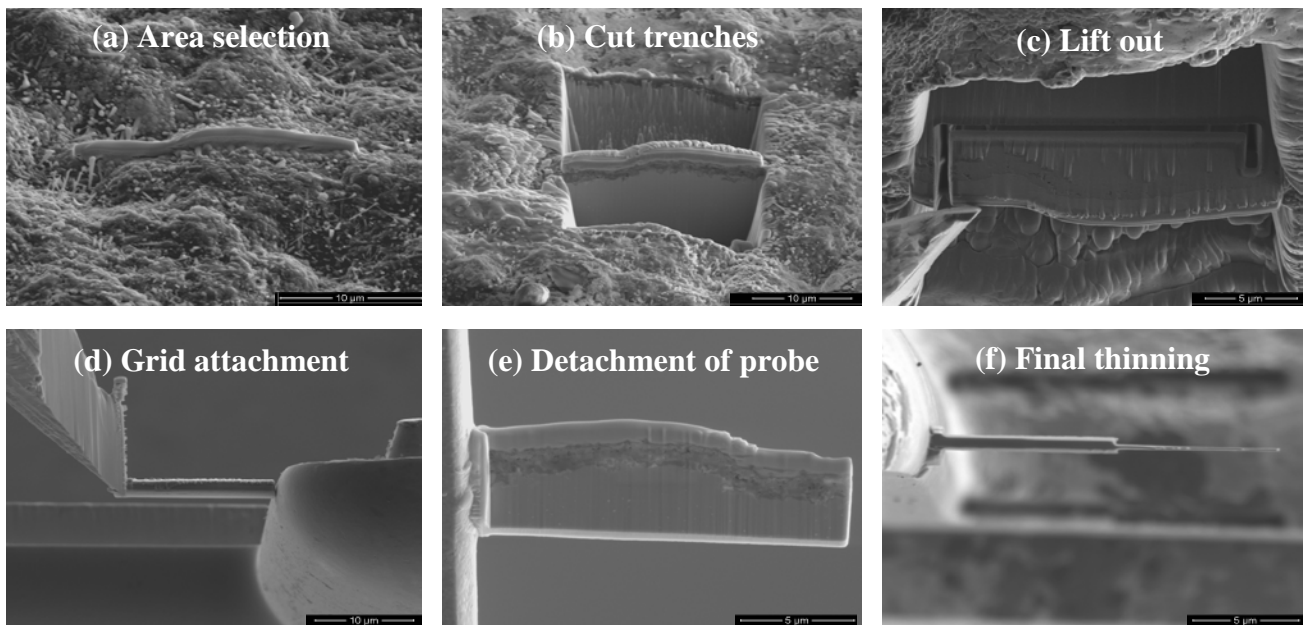 (a) Area selection
(b) Cut trenches
(c) Lift out
10 µm
10 µm
5 µm
(d) Grid attachment
(e) Detachment of probe
(f) Final thinning
10 µm
5 µm
5 µm